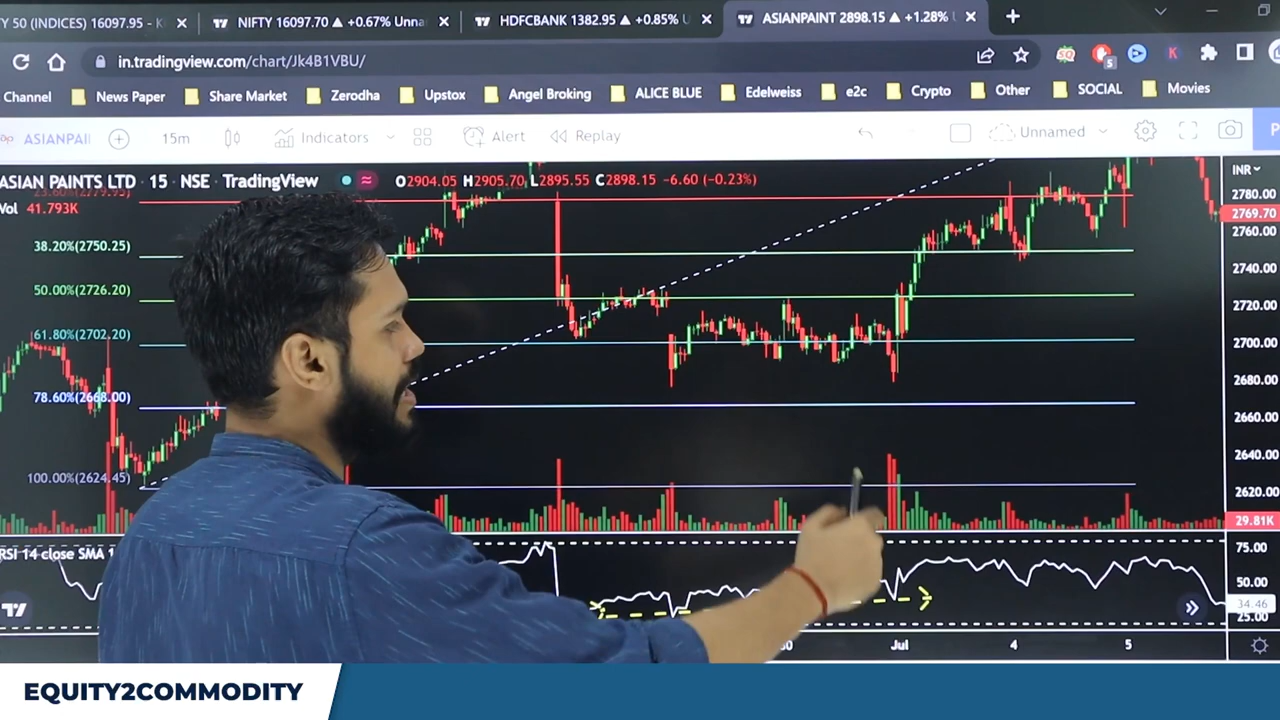 Y 50 (INDICES) 16097.95 -
NIFTY 16097.70 ▲ +0.67% Unna
HDFCBANK 1382.95 ▲ +0.85%
ASIANPAINT 2898.15 ▲ +1.28%
in.tradingview.com/chart/Jk4B1VBU/
Channel News Paper Share Market Zerodha Upstox Angel Broking ALICE BLUE Edelweiss e2c Crypto Other SOCIAL Movies
ASIANPAI 15m Indicators Alert Replay Unnamed P
ASIAN PAINTS LTD · 15 · NSE · TradingView O2904.05 H2905.70 L2895.55 C2898.15 -6.60 (-0.23%)
INR
Vol 41.793K
38.20%(2750.25)
50.00%(2726.20)
61.80%(2702.20)
78.60%(2668.00)
100.00%(2624.45)
2780.00
2769.70
2760.00
2740.00
2720.00
2700.00
2680.00
2660.00
2640.00
2620.00
29.81K
RSI 14 close SMA 1
75.00
50.00
34.46
25.00
Jul 4 5
EQUITY2COMMODITY